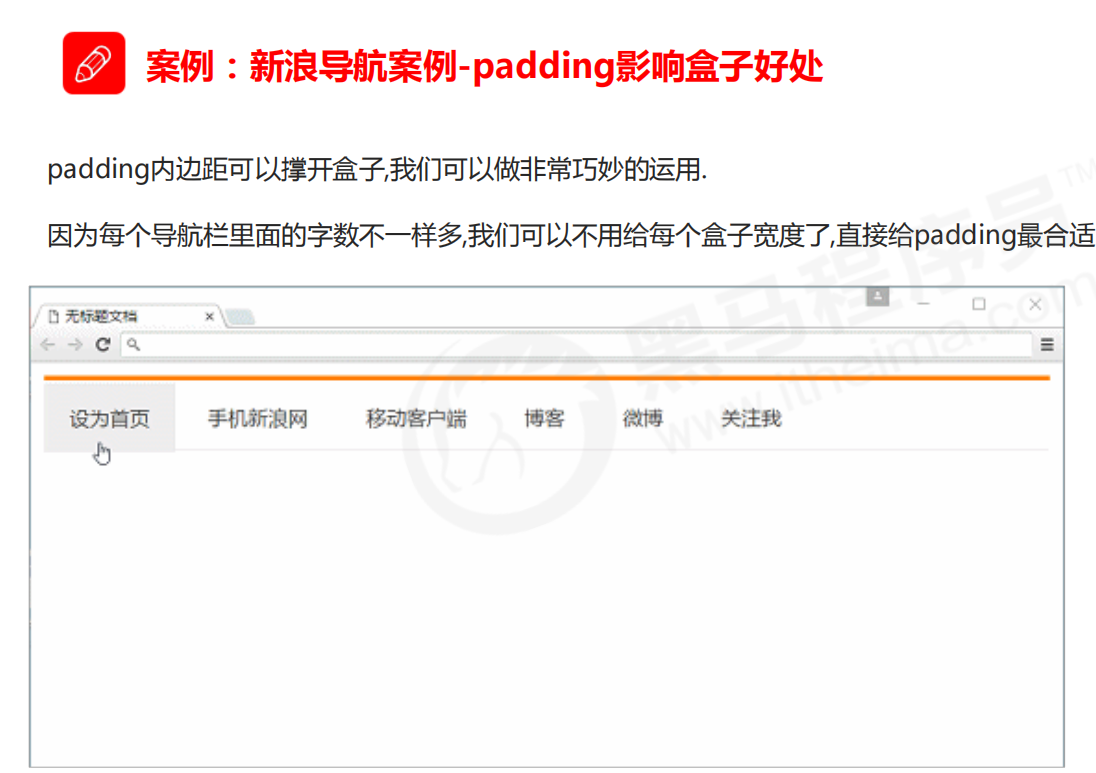 案例：新浪导航案例-padding影响盒子好处
padding内边距可以撑开盒子,我们可以做非常巧妙的运用.
因为每个导航栏里面的字数不一样多,我们可以不用给每个盒子宽度了,直接给padding最合适
无标题文档
设为首页 手机新浪网 移动客户端 博客 微博 关注我
黑马程序员™
www.itheima.com